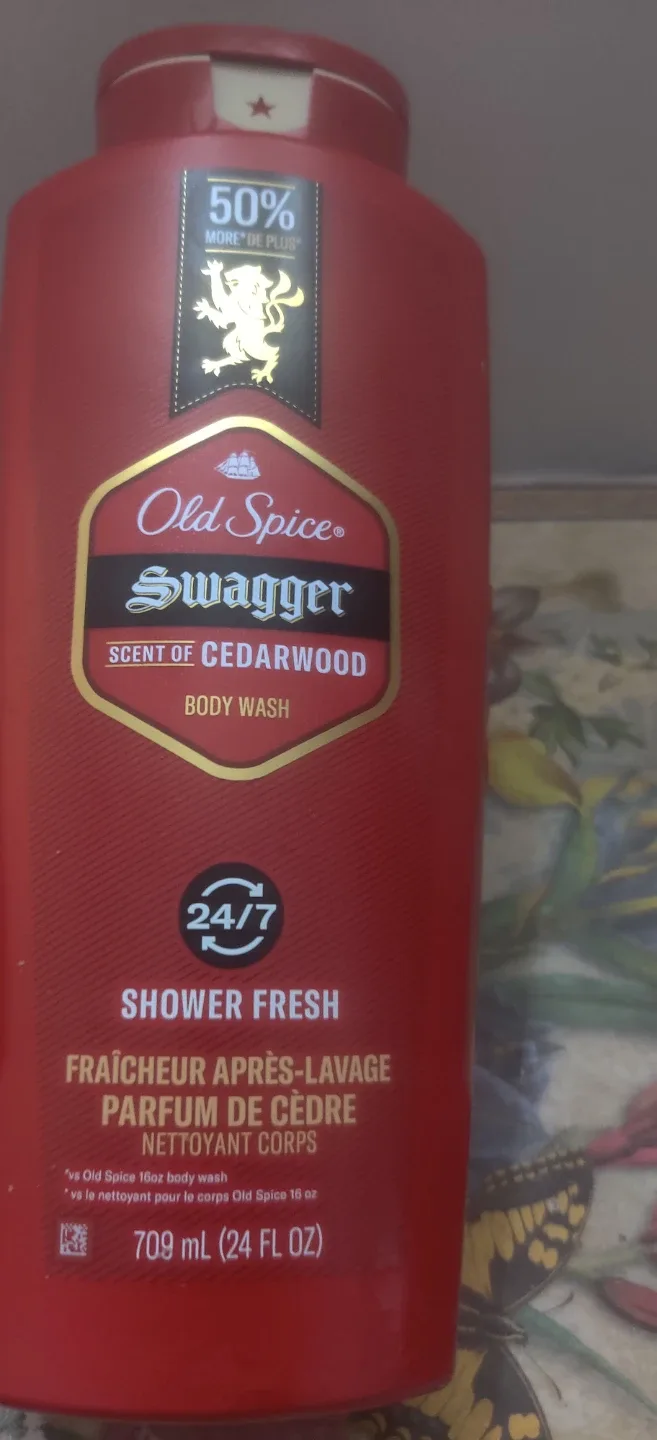 50%
MORE* DE PLUS*
Old Spice®
Swagger
SCENT OF CEDARWOOD
BODY WASH
24/7
SHOWER FRESH
FRAÎCHEUR APRÈS-LAVAGE
PARFUM DE CÈDRE
NETTOYANT CORPS
*vs Old Spice 16oz body wash
* vs le nettoyant pour le corps Old Spice 16 oz
709 mL (24 FL OZ)